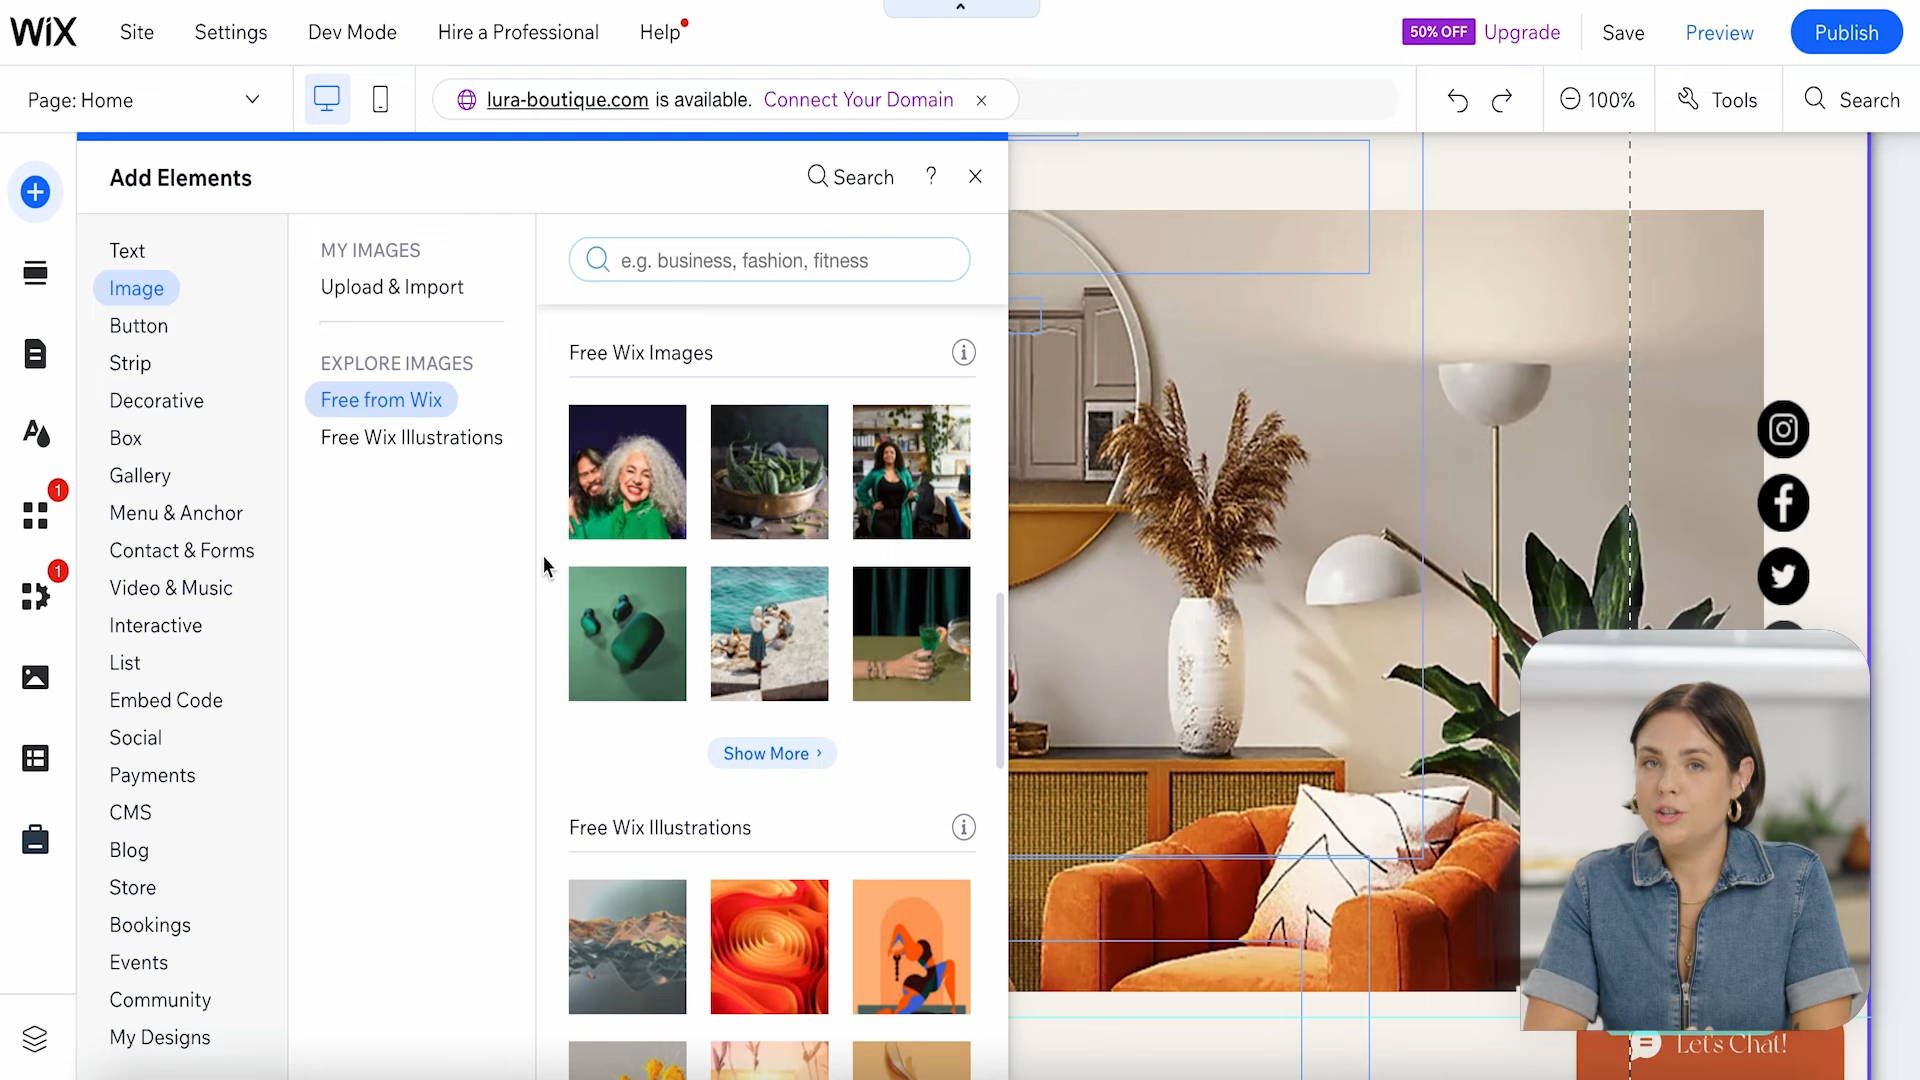 WiX
Site
Settings
Dev Mode
Hire a Professional
Help
50% OFF
Upgrade
Save
Preview
Publish
Page: Home
lura-boutique.com is available. Connect Your Domain
100%
Tools
Search
Add Elements
Search
?
Text
Image
Button
Strip
Decorative
Box
Gallery
Menu & Anchor
Contact & Forms
Video & Music
Interactive
List
Embed Code
Social
Payments
CMS
Blog
Store
Bookings
Events
Community
My Designs
1
1
MY IMAGES
Upload & Import
EXPLORE IMAGES
Free from Wix
Free Wix Illustrations
e.g. business, fashion, fitness
Free Wix Images
Show More
Free Wix Illustrations
Let's Chat!